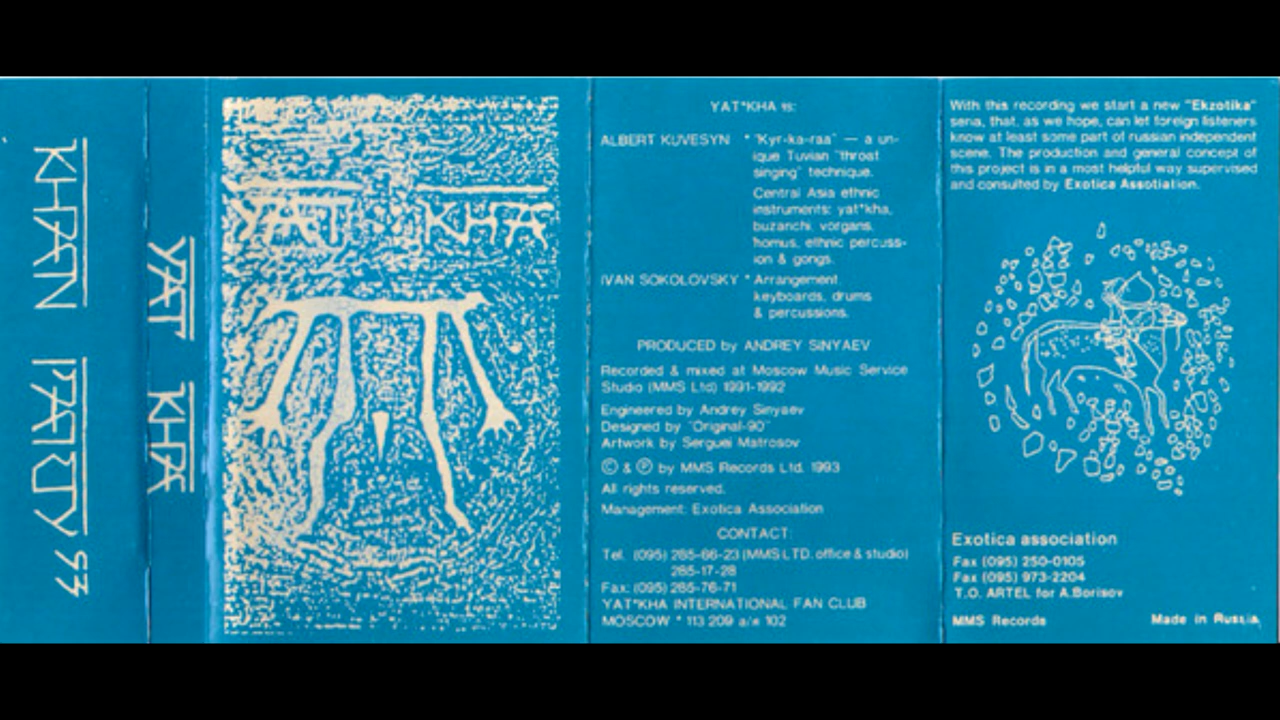 KHAAN PARTY 93
YAT KHA
YAT-KHA
YAT*KHA is:
ALBERT KUVESYN * "Kyr-ka-raa" — a un-
ique Tuvian "throat
singing" technique.
Central Asia ethnic
instruments: yat*kha,
buzanchi, vorgans,
homus, ethnic percuss-
ion & gongs.
IVAN SOKOLOVSKY * Arrangement,
keyboards, drums
& percussions.
PRODUCED by ANDREY SINYAEV
Recorded & mixed at Moscow Music Service
Studio (MMS Ltd) 1991-1992
Engineered by Andrey Sinyaev
Designed by "Original-90"
Artwork by Serguei Matrosov
© & Ⓟ by MMS Records Ltd. 1993
All rights reserved.
Management: Exotica Association
CONTACT:
Tel. (095) 285-66-23 (MMS LTD. office & studio)
285-17-28
Fax: (095) 285-76-71
YAT*KHA INTERNATIONAL FAN CLUB
MOSCOW * 113 209 a/я 102
With this recording we start a new "Ekzotika"
seria, that, as we hope, can let foreign listeners
know at least some part of russian independent
scene. The production and general concept of
this project is in a most helpful way supervised
and consulted by Exotica Assotiation.
Exotica association
Fax (095) 250-0105
Fax (095) 973-2204
T.O. ARTEL for A.Borisov
MMS Records Made in Russia